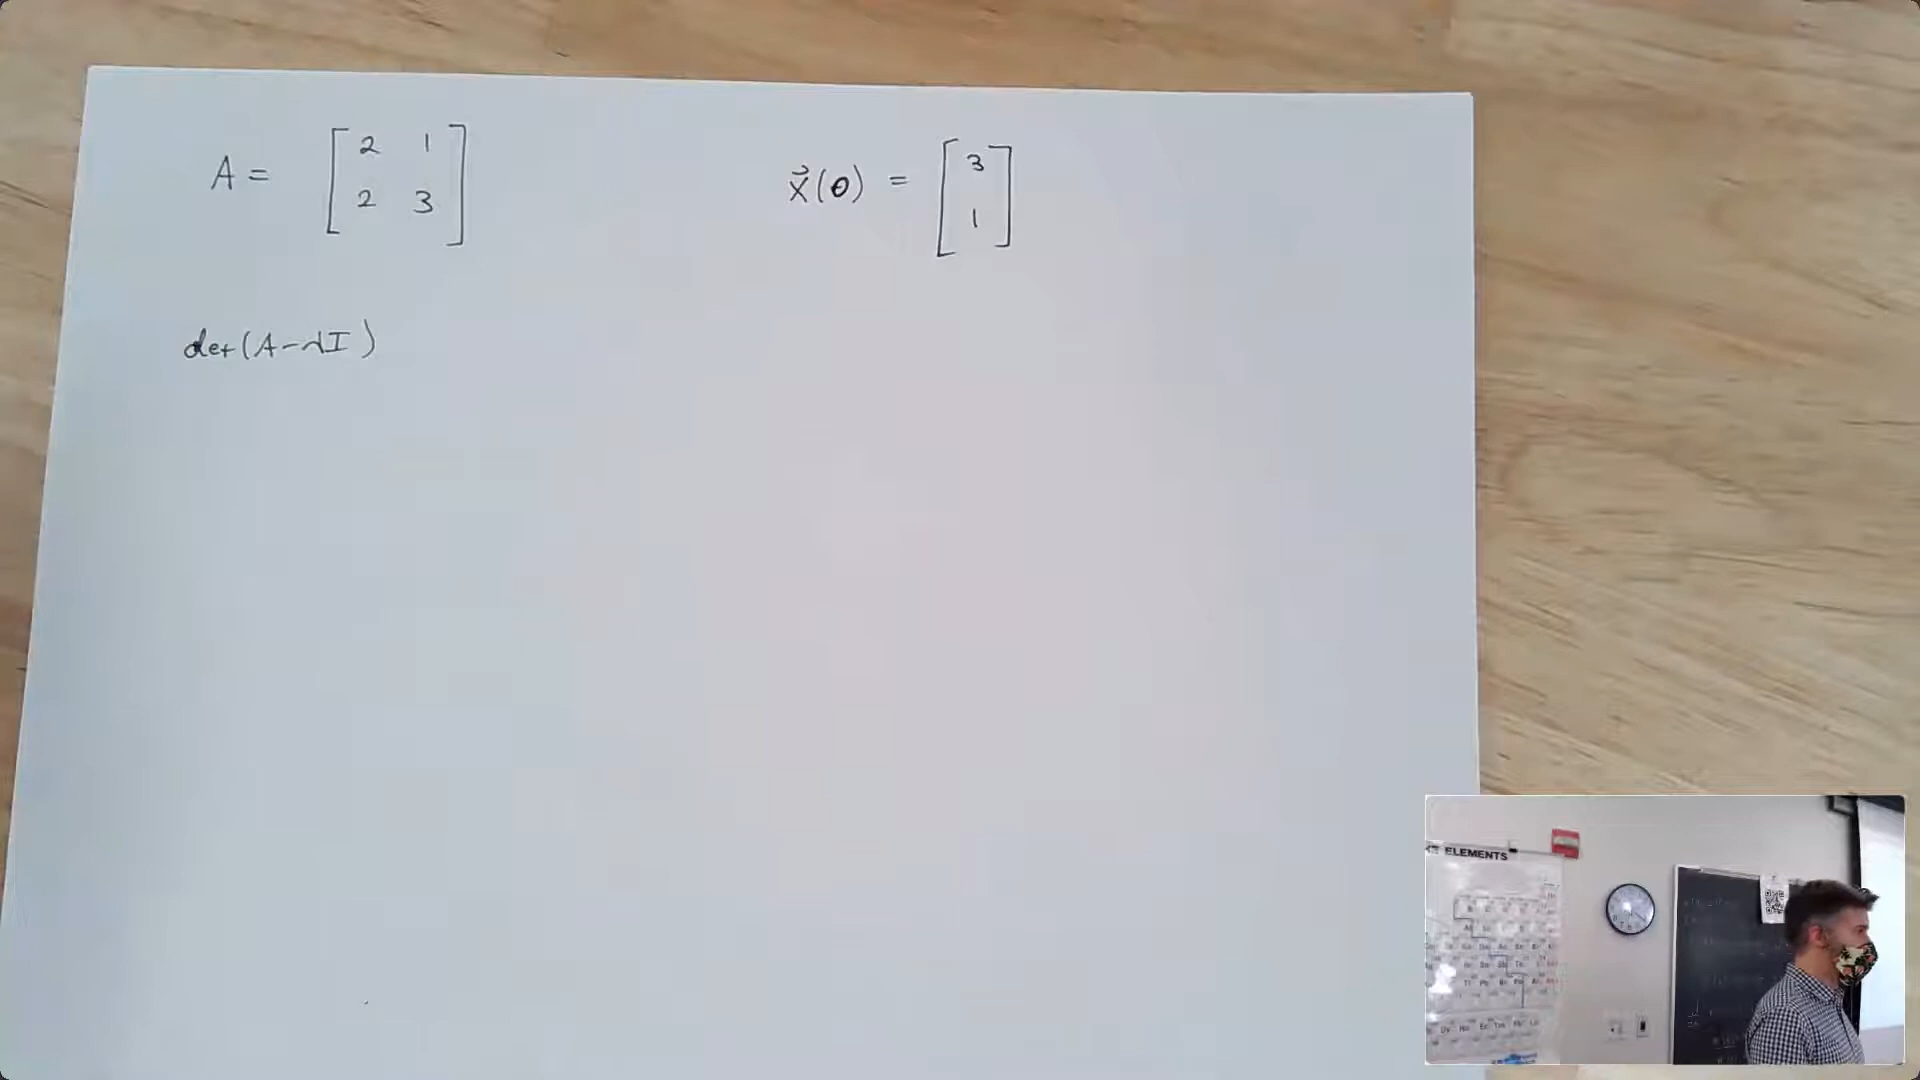 A = [ 2 1
2 3 ]
x⃗(0) = [ 3
1 ]
det(A-λI)
ELEMENTS